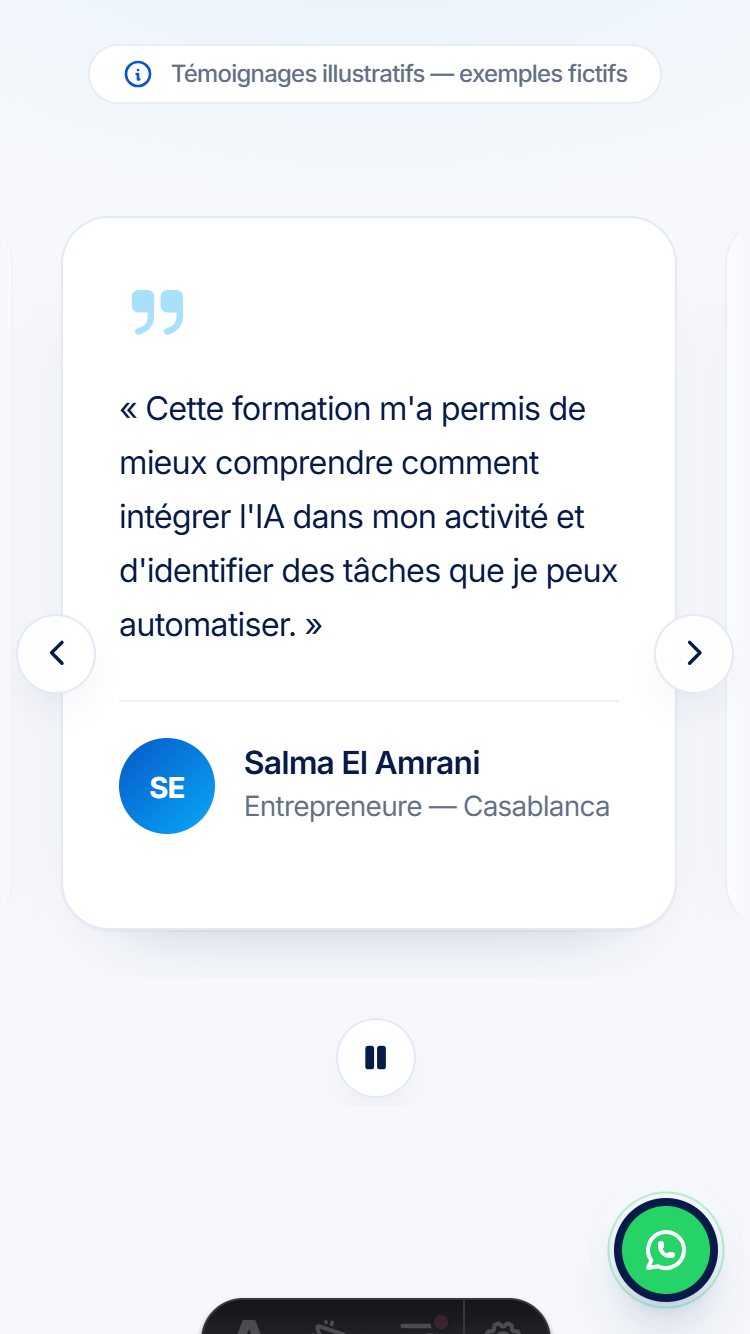 Témoignages illustratifs — exemples fictifs
« Cette formation m'a permis de
mieux comprendre comment
intégrer l'IA dans mon activité et
d'identifier des tâches que je peux
automatiser. »
SE
Salma El Amrani
Entrepreneure — Casablanca